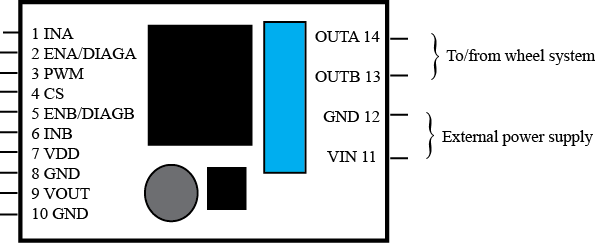 1 INA
2 ENA/DIAGA
3 PWM
4 CS
5 ENB/DIAGB
6 INB
7 VDD
8 GND
9 VOUT
10 GND
OUTA 14
OUTB 13
GND 12
VIN 11
To/from wheel system
External power supply